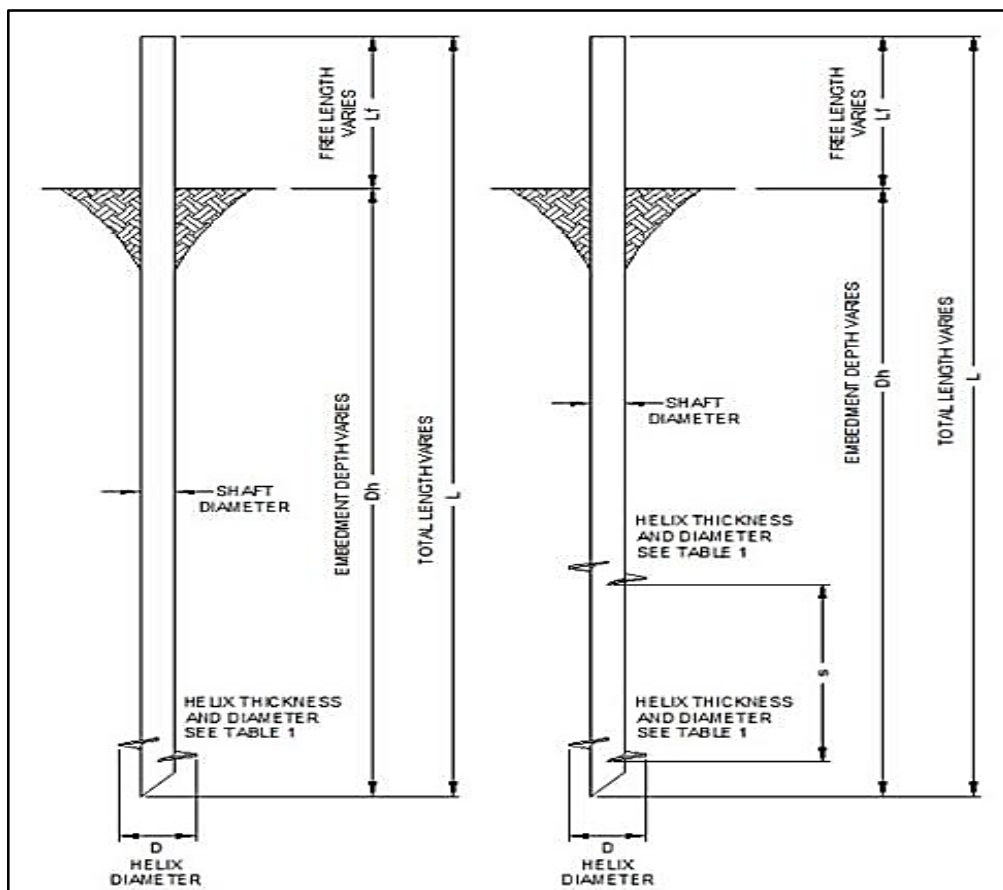 FREE LENGTH
VARIES
Lf
EMBEDMENT DEPTH VARIES
Dh
TOTAL LENGTH VARIES
L
SHAFT
DIAMETER
HELIX THICKNESS
AND DIAMETER
SEE TABLE 1
D
HELIX
DIAMETER
FREE LENGTH
VARIES
Lf
EMBEDMENT DEPTH VARIES
Dh
TOTAL LENGTH VARIES
L
SHAFT
DIAMETER
HELIX THICKNESS
AND DIAMETER
SEE TABLE 1
s
HELIX THICKNESS
AND DIAMETER
SEE TABLE 1
D
HELIX
DIAMETER